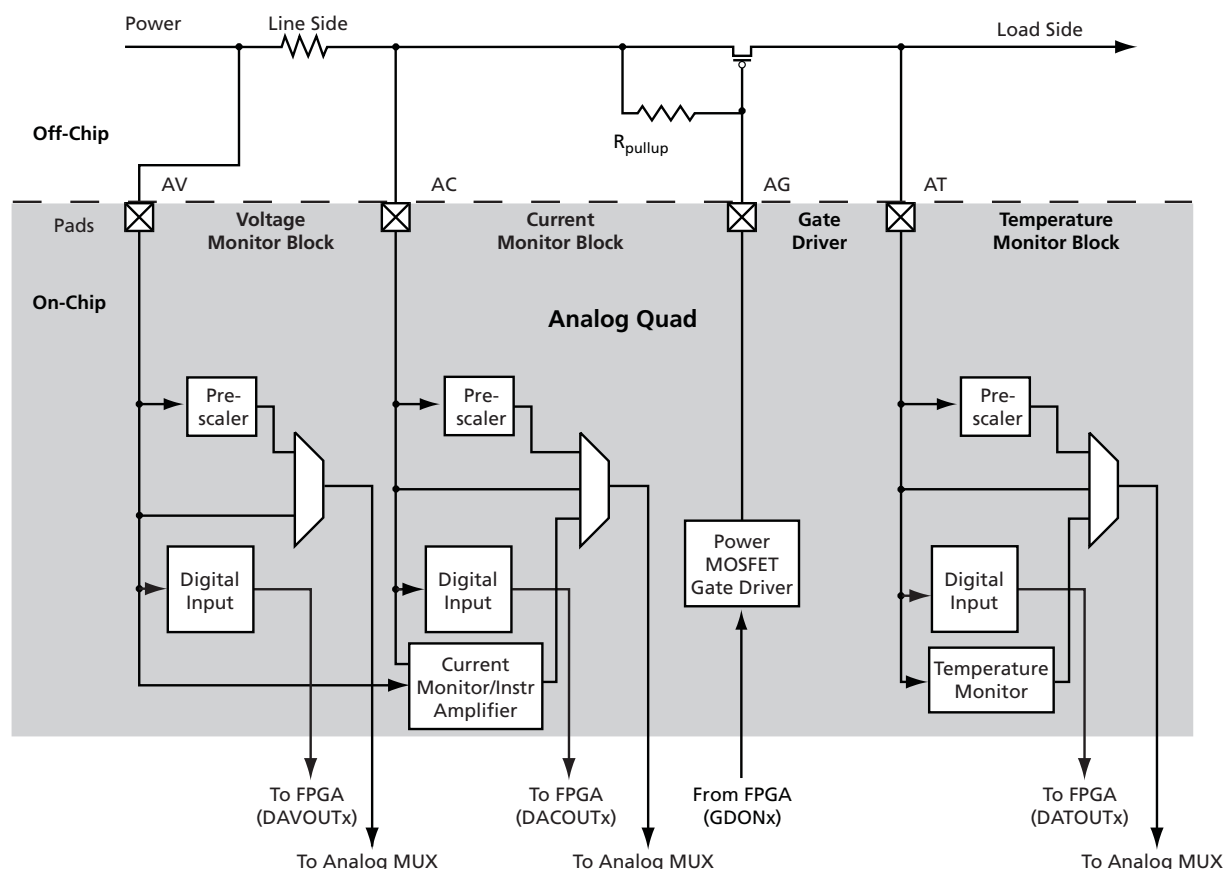 Power
Line Side
Load Side
Off-Chip
Rpullup
AV
AC
AG
AT
Pads
Voltage
Monitor Block
Current
Monitor Block
Gate
Driver
Temperature
Monitor Block
On-Chip
Analog Quad
Pre-
scaler
Pre-
scaler
Pre-
scaler
Digital
Input
Digital
Input
Power
MOSFET
Gate Driver
Digital
Input
Current
Monitor/Instr
Amplifier
Temperature
Monitor
To FPGA
(DAVOUTx)
To FPGA
(DACOUTx)
From FPGA
(GDONx)
To FPGA
(DATOUTx)
To Analog MUX
To Analog MUX
To Analog MUX